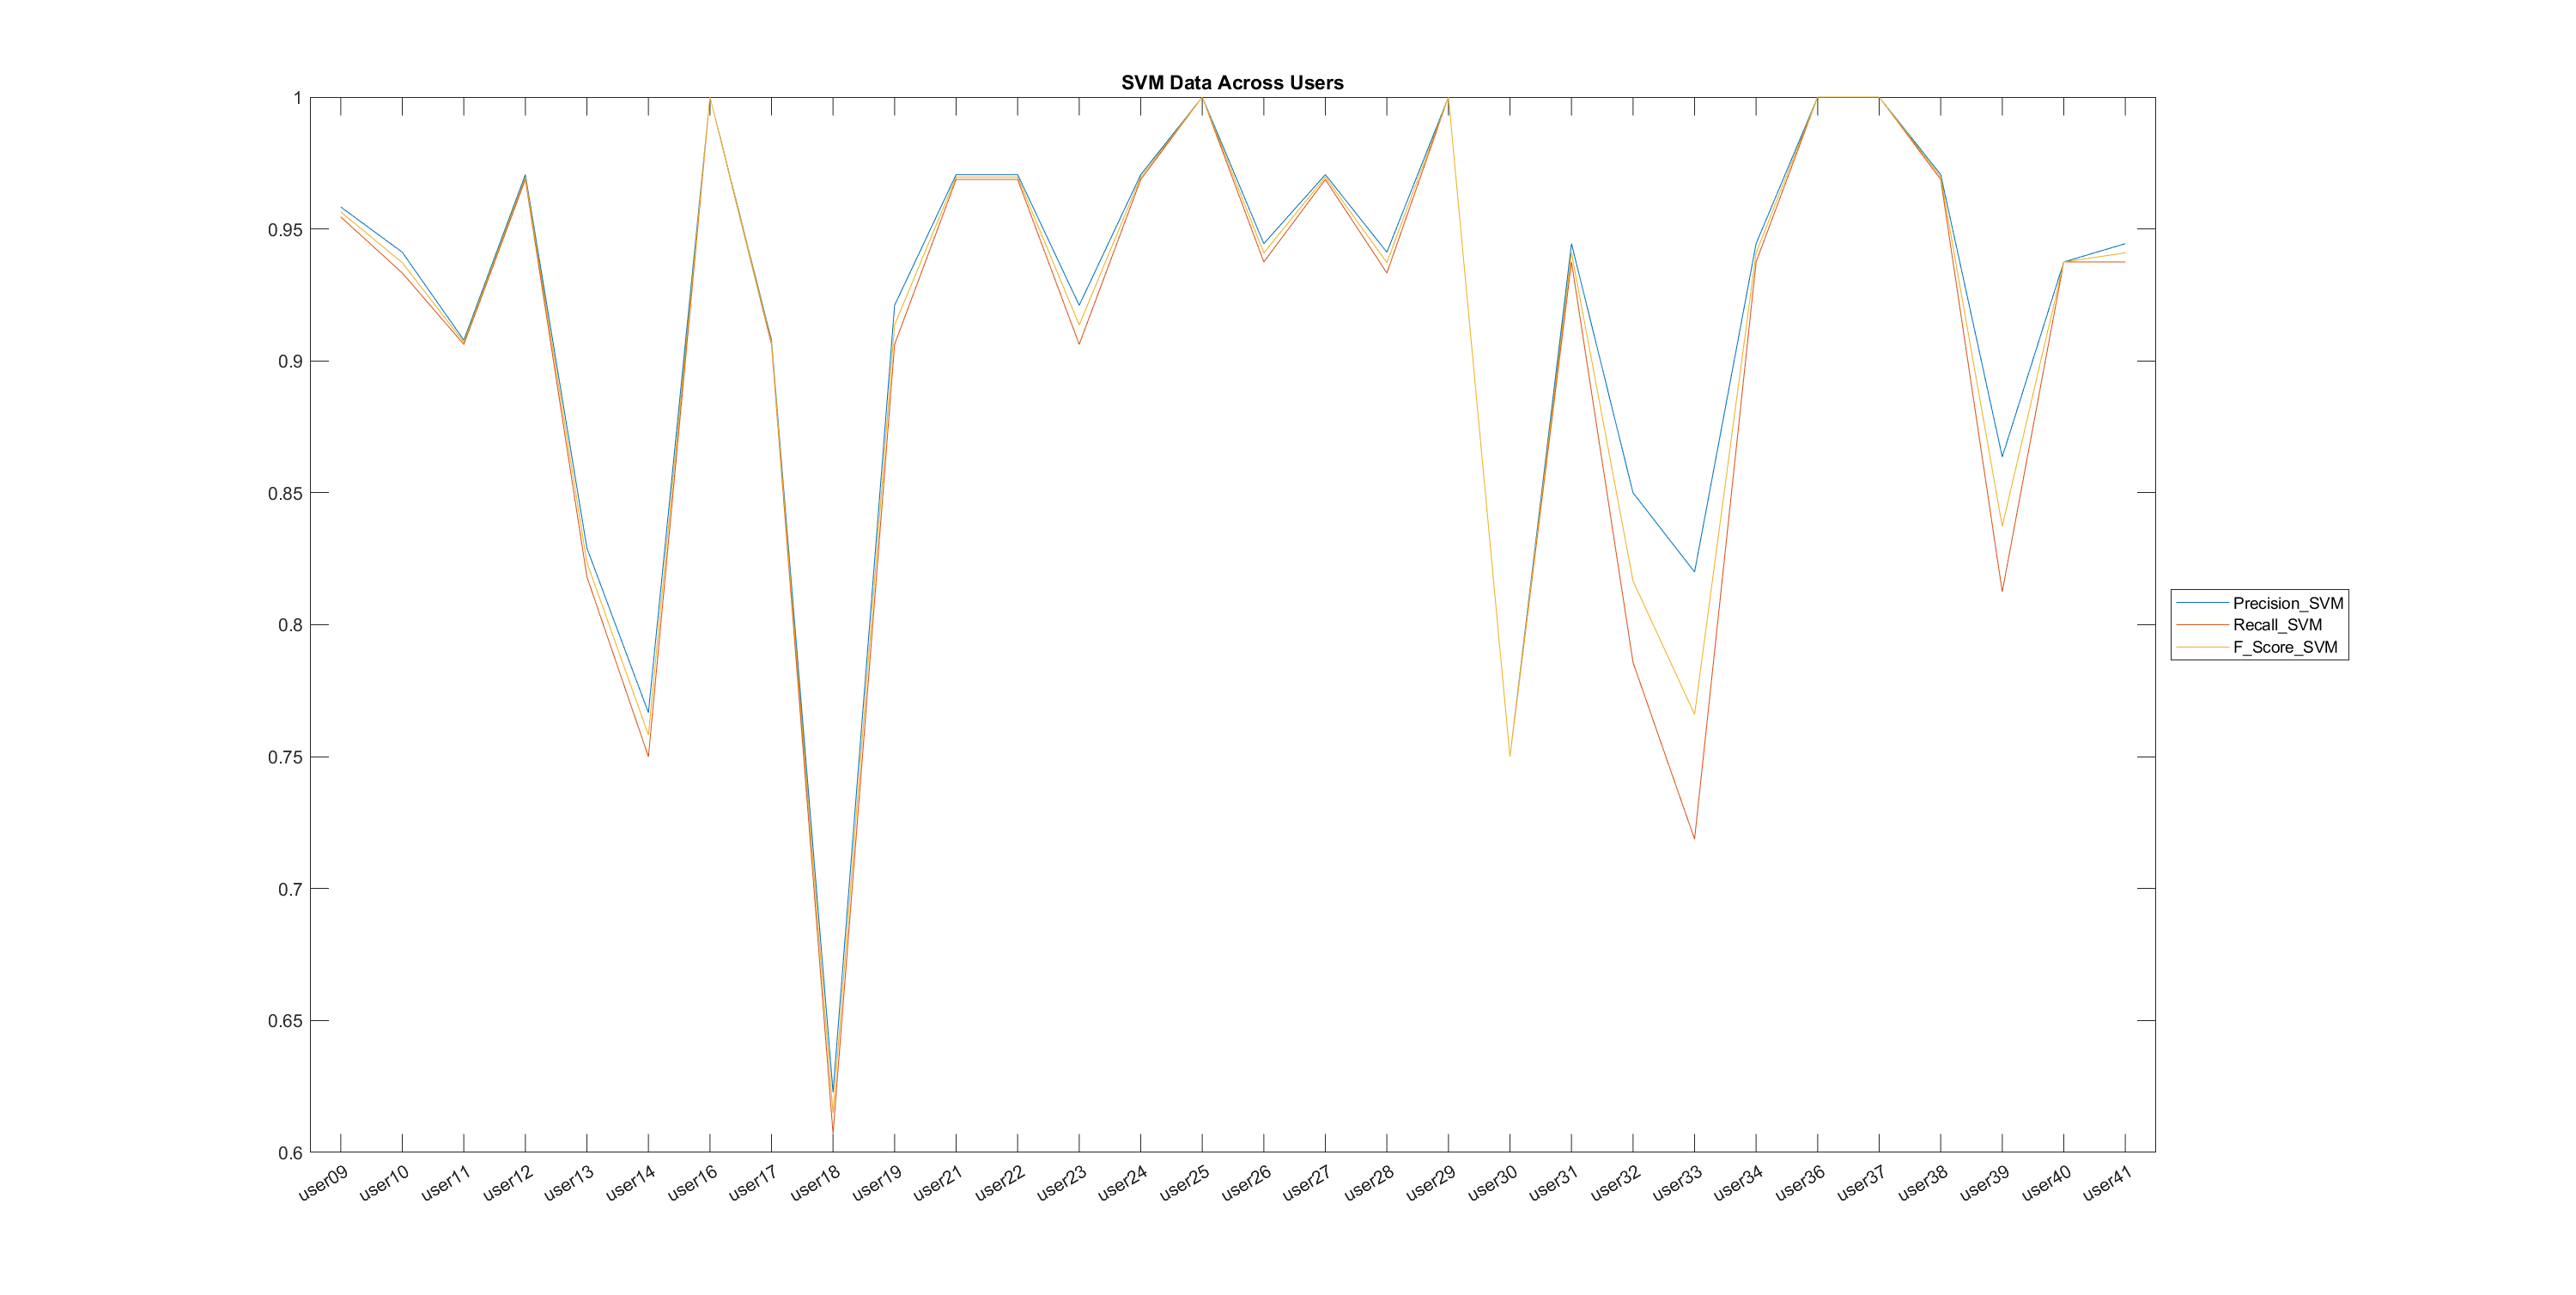 SVM Data Across Users
1
0.95
0.9
0.85
0.8
0.75
0.7
0.65
0.6
user09 user10 user11 user12 user13 user14 user16 user17 user18 user19 user21 user22 user23 user24 user25 user26 user27 user28 user29 user30 user31 user32 user33 user34 user36 user37 user38 user39 user40 user41
Precision_SVM
Recall_SVM
F_Score_SVM